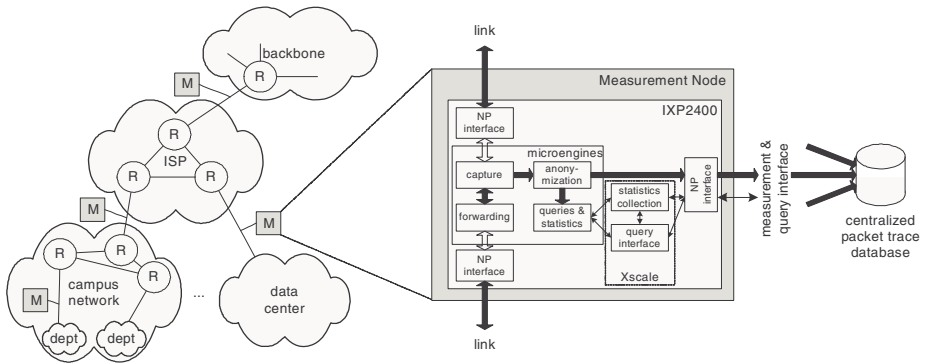 backbone
R
M
R
ISP
R
R
M
M
R
R
R
campus
network
M
...
dept
dept
data
center
link
Measurement Node
IXP2400
NP
interface
microengines
capture
anony-
mization
forwarding
queries &
statistics
statistics
collection
query
interface
Xscale
NP
interface
NP
interface
link
measurement &
query interface
centralized
packet trace
database